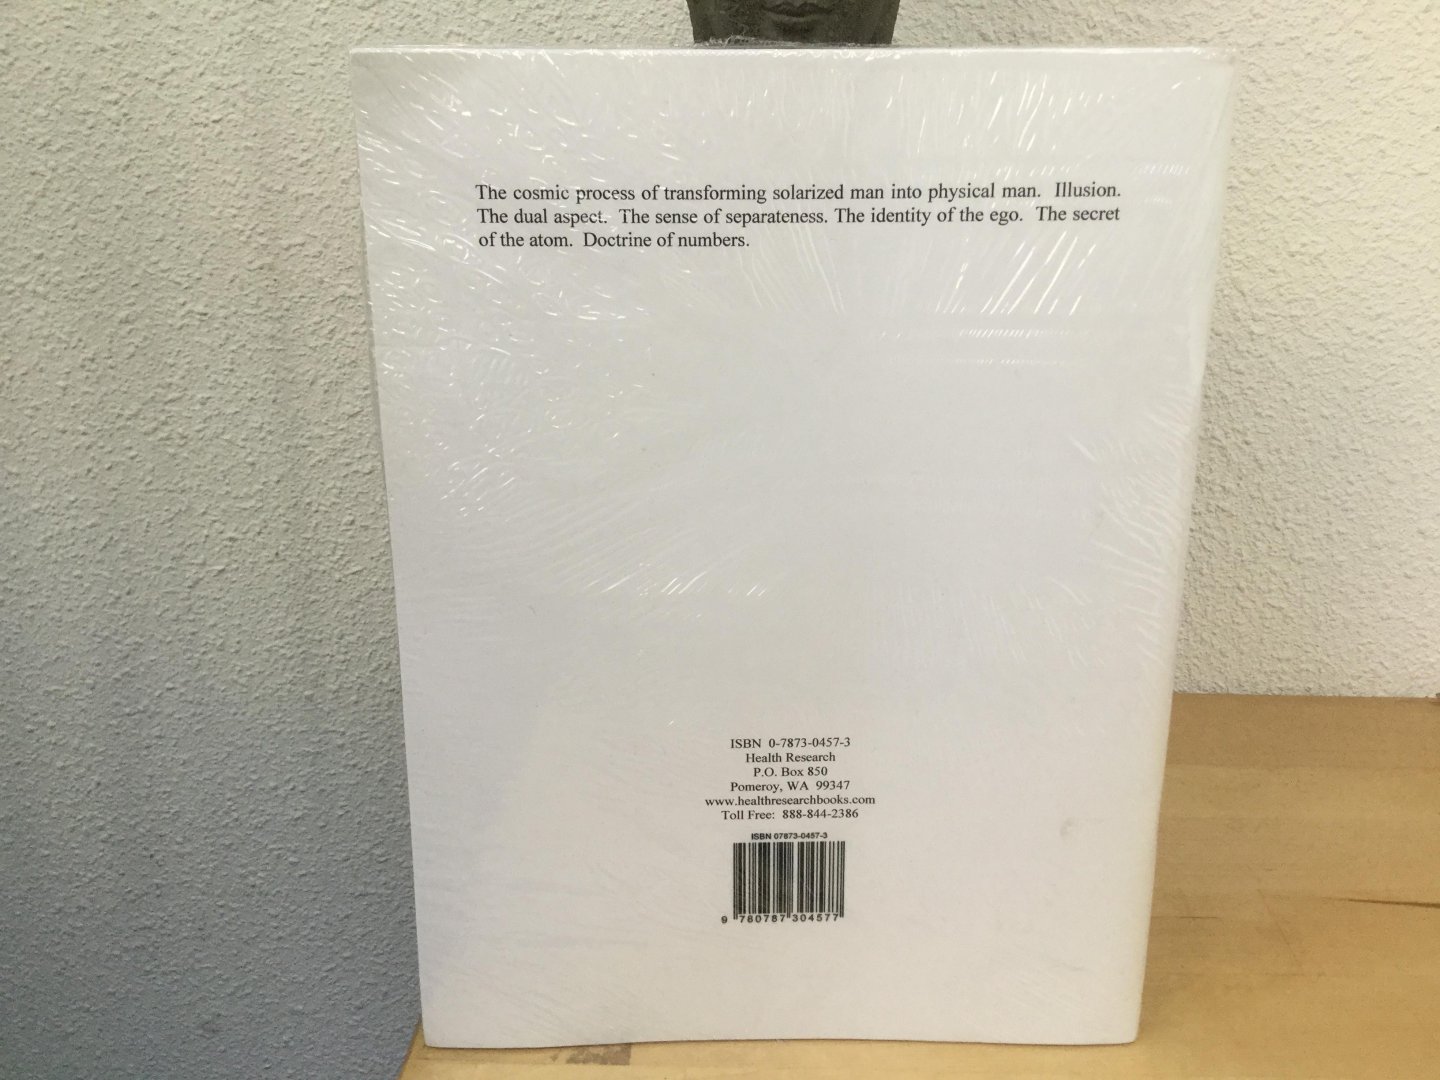 The cosmic process of transforming solarized man into physical man. Illusion.
The dual aspect. The sense of separateness. The identity of the ego. The secret
of the atom. Doctrine of numbers.
ISBN 0-7873-0457-3
Health Research
P.O. Box 850
Pomeroy, WA 99347
www.healthresearchbooks.com
Toll Free: 888-844-2386
ISBN 07873-0457-3
9 780787 304577